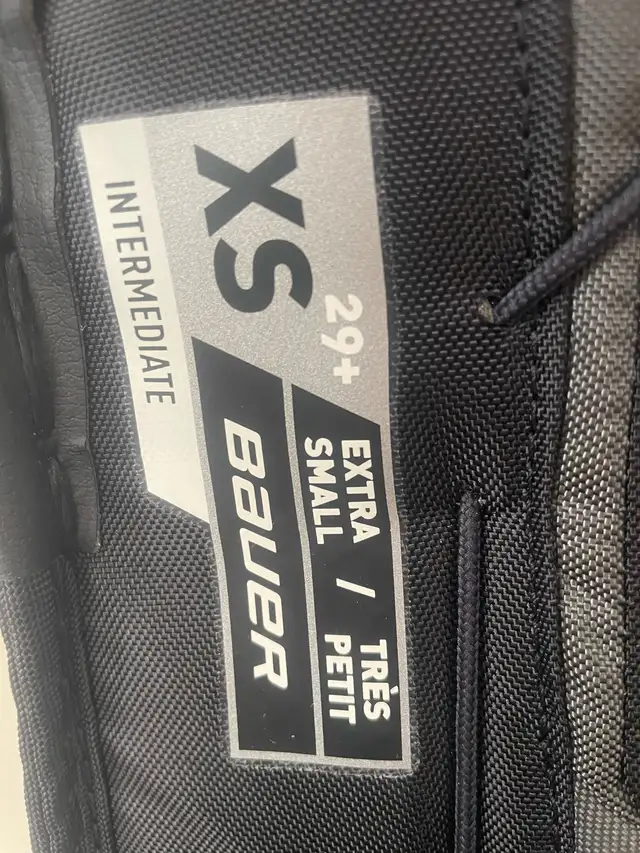 XS
29+
INTERMEDIATE
BAUER
EXTRA
SMALL
/
TRÈS
PETIT